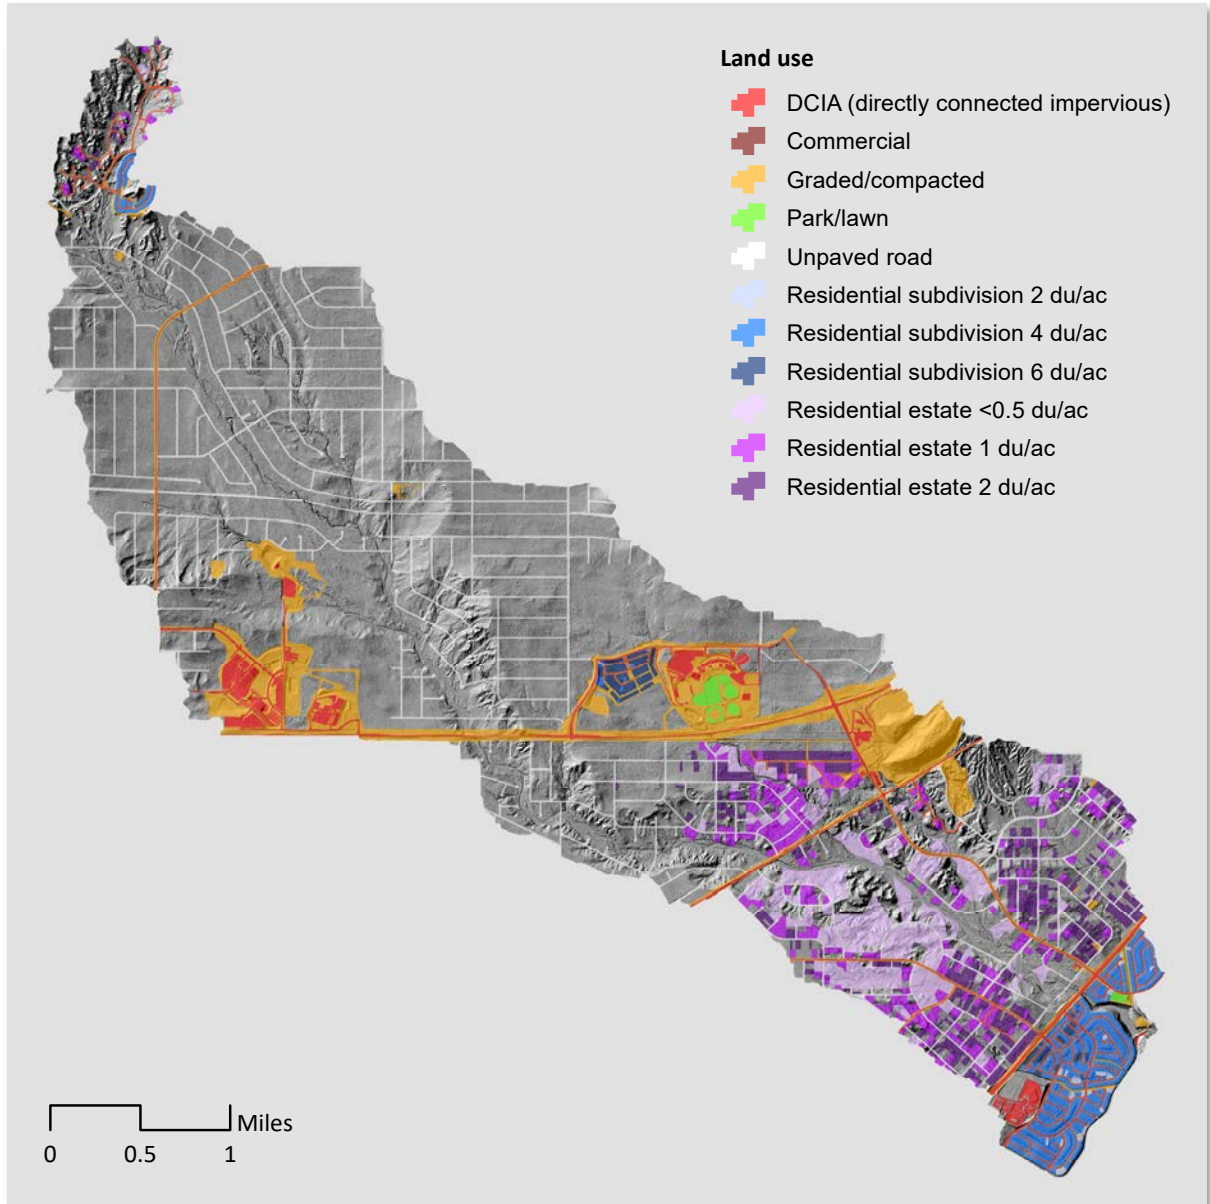 Land use
DCIA (directly connected impervious)
Commercial
Graded/compacted
Park/lawn
Unpaved road
Residential subdivision 2 du/ac
Residential subdivision 4 du/ac
Residential subdivision 6 du/ac
Residential estate <0.5 du/ac
Residential estate 1 du/ac
Residential estate 2 du/ac
Miles
0 0.5 1